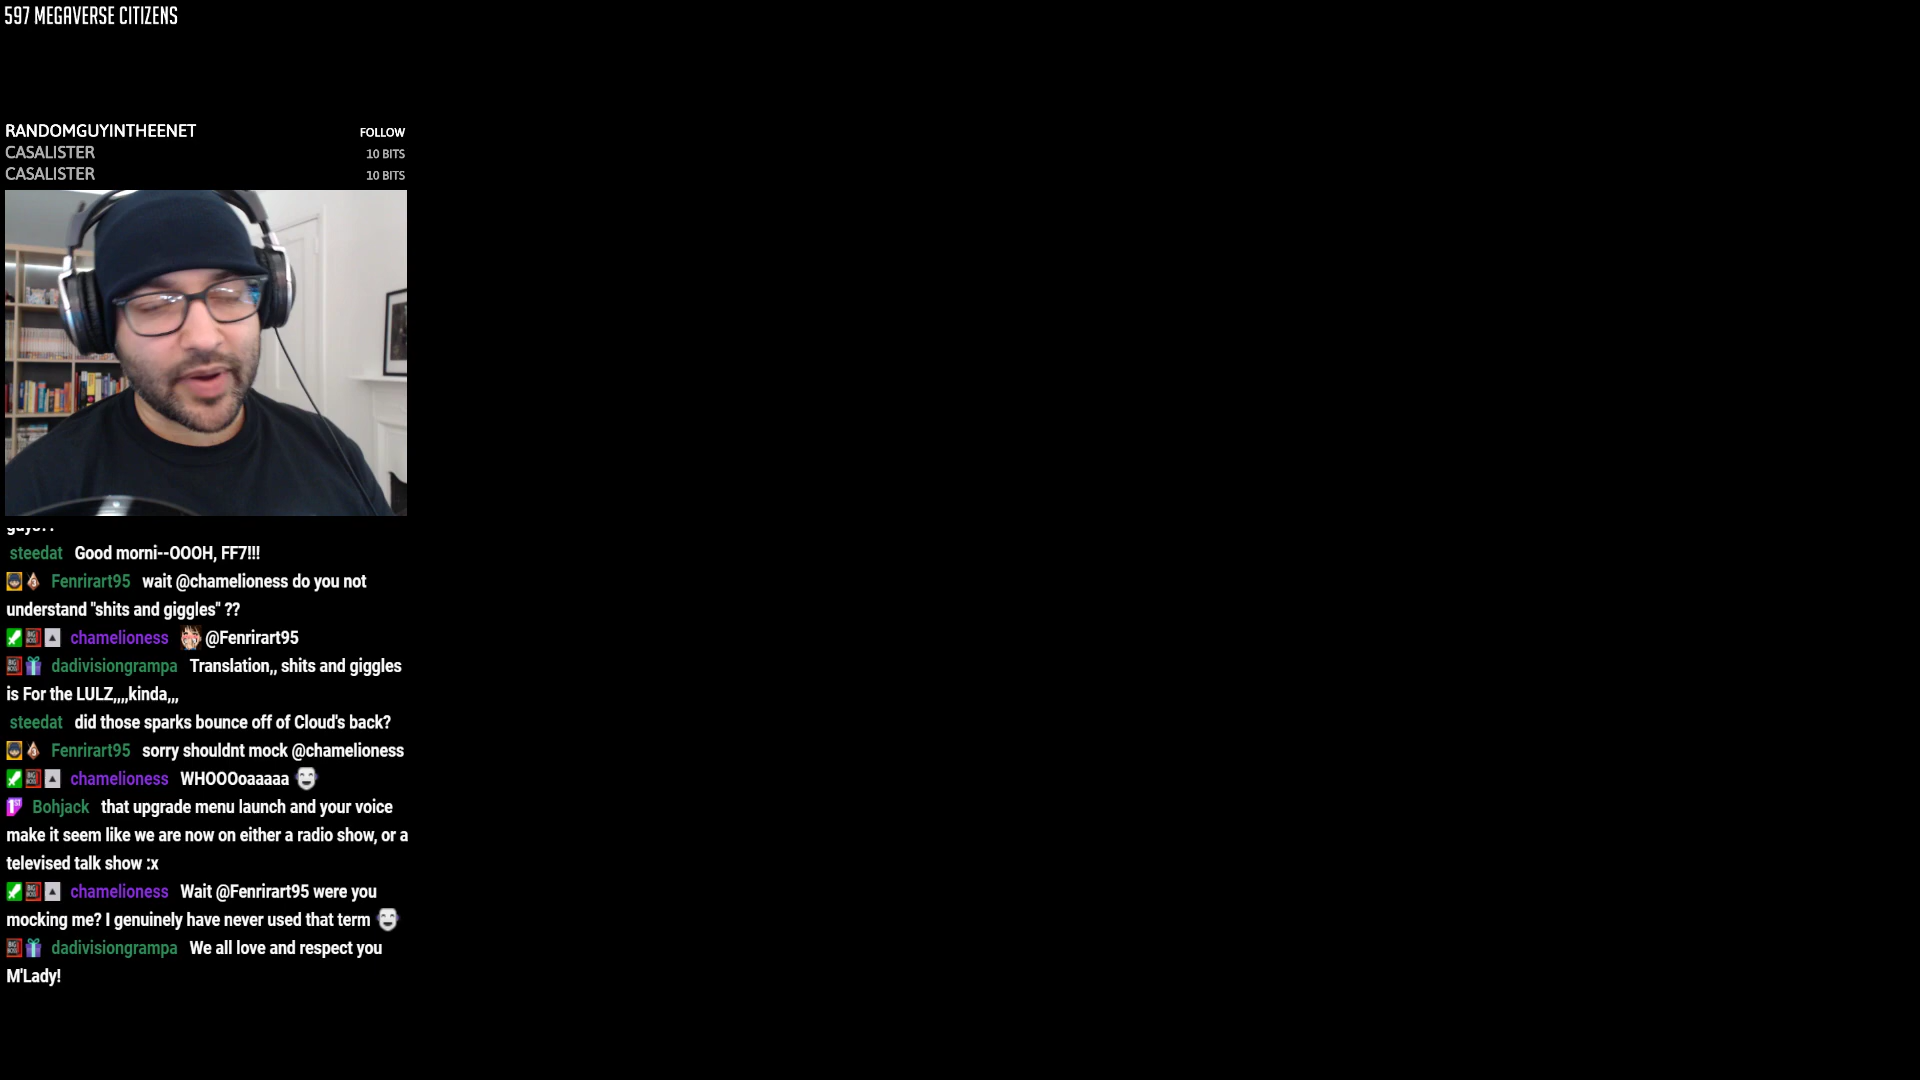 597 MEGAVERSE CITIZENS
RANDOMGUYINTHEENET FOLLOW
CASALISTER 10 BITS
CASALISTER 10 BITS
steedat Good morni--OOOH, FF7!!!
Fenrirart95 wait @chamelioness do you not
understand "shits and giggles" ??
chamelioness @Fenrirart95
dadivisiongrampa Translation,, shits and giggles
is For the LULZ,,,,kinda,,,
steedat did those sparks bounce off of Cloud's back?
Fenrirart95 sorry shouldnt mock @chamelioness
chamelioness WHOOOoaaaaa
Bohjack that upgrade menu launch and your voice
make it seem like we are now on either a radio show, or a
televised talk show :x
chamelioness Wait @Fenrirart95 were you
mocking me? I genuinely have never used that term
dadivisiongrampa We all love and respect you
M'Lady!